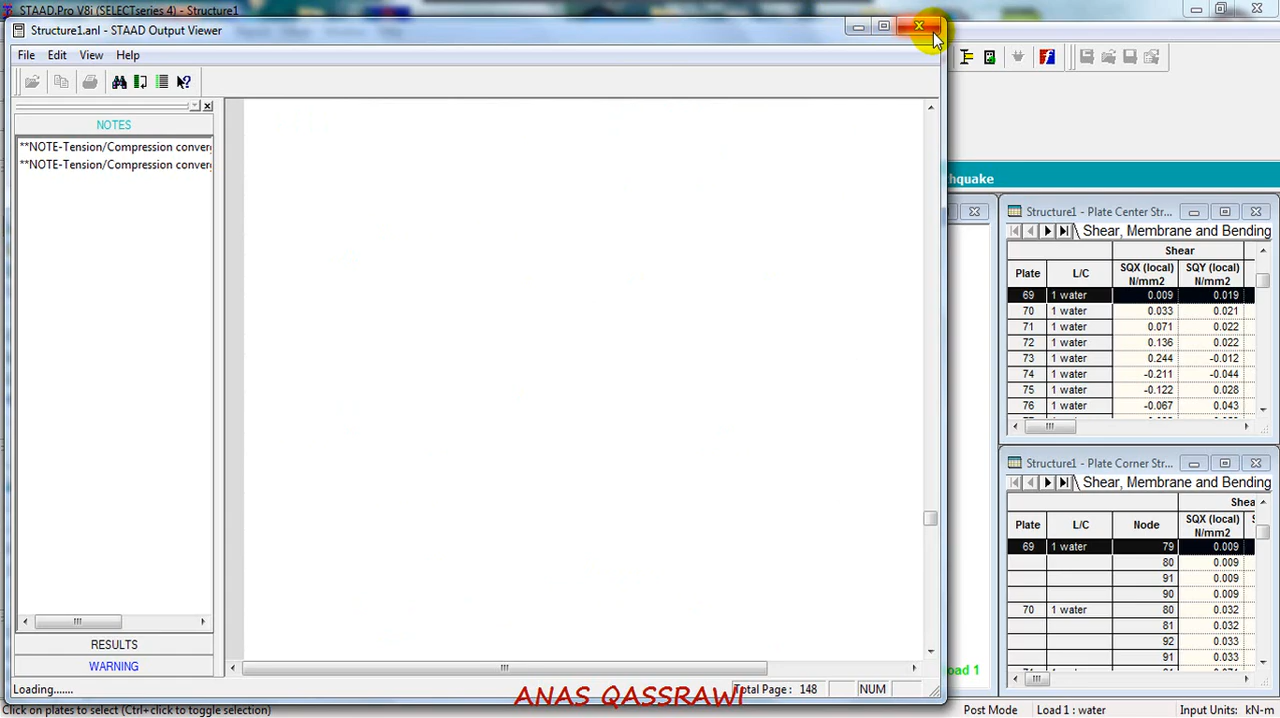 STAAD.Pro V8i (SELECTseries 4) - Structure1
Structure1.anl - STAAD Output Vi
File Edit View Help
NOTES
**NOTE-Tension/Compression conver
**NOTE-Tension/Compression conver
RESULTS
WARNING
Loading.......
Total Page : 148
NUM
ANAS QASSRAWI
hquake
Structure1 - Plate Center Str...
Shear, Membrane and Bending
Shear
Plate L/C SQX (local) N/mm2 SQY (local) N/mm2
69 1 water 0.009 0.019
70 1 water 0.033 0.021
71 1 water 0.071 0.022
72 1 water 0.136 0.022
73 1 water 0.244 -0.012
74 1 water -0.211 -0.044
75 1 water -0.122 0.028
76 1 water -0.067 0.043
Structure1 - Plate Corner Str...
Shear, Membrane and Bending
Shea
Plate L/C Node SQX (local) N/mm2
69 1 water 79 0.009
80 0.009
91 0.009
90 0.009
70 1 water 80 0.032
81 0.032
92 0.033
91 0.033
oad 1
Click on plates to select (Ctrl+click to toggle selection)
Post Mode
Load 1 : water
Input Units: kN-m